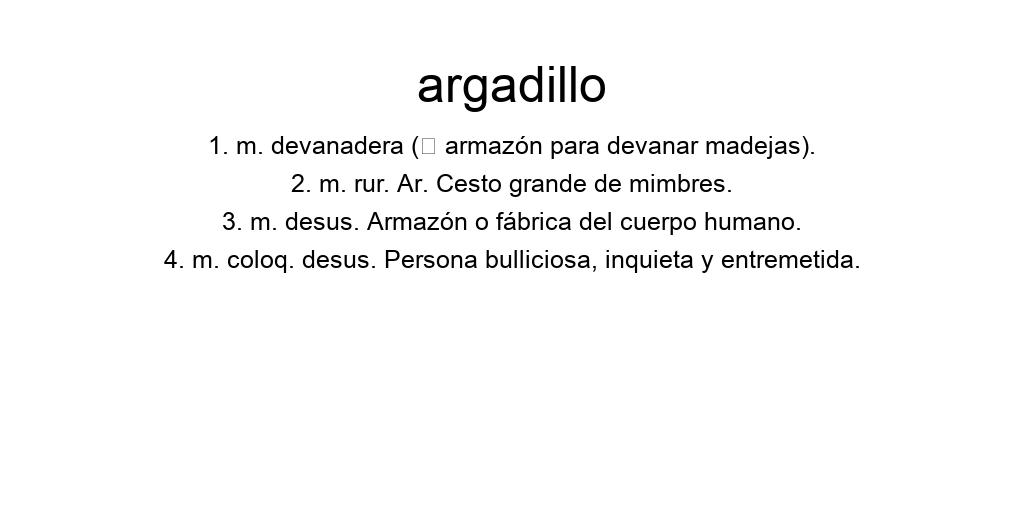 argadillo
1. m. devanadera (□ armazón para devanar madejas).
2. m. rur. Ar. Cesto grande de mimbres.
3. m. desus. Armazón o fábrica del cuerpo humano.
4. m. coloq. desus. Persona bulliciosa, inquieta y entremetida.